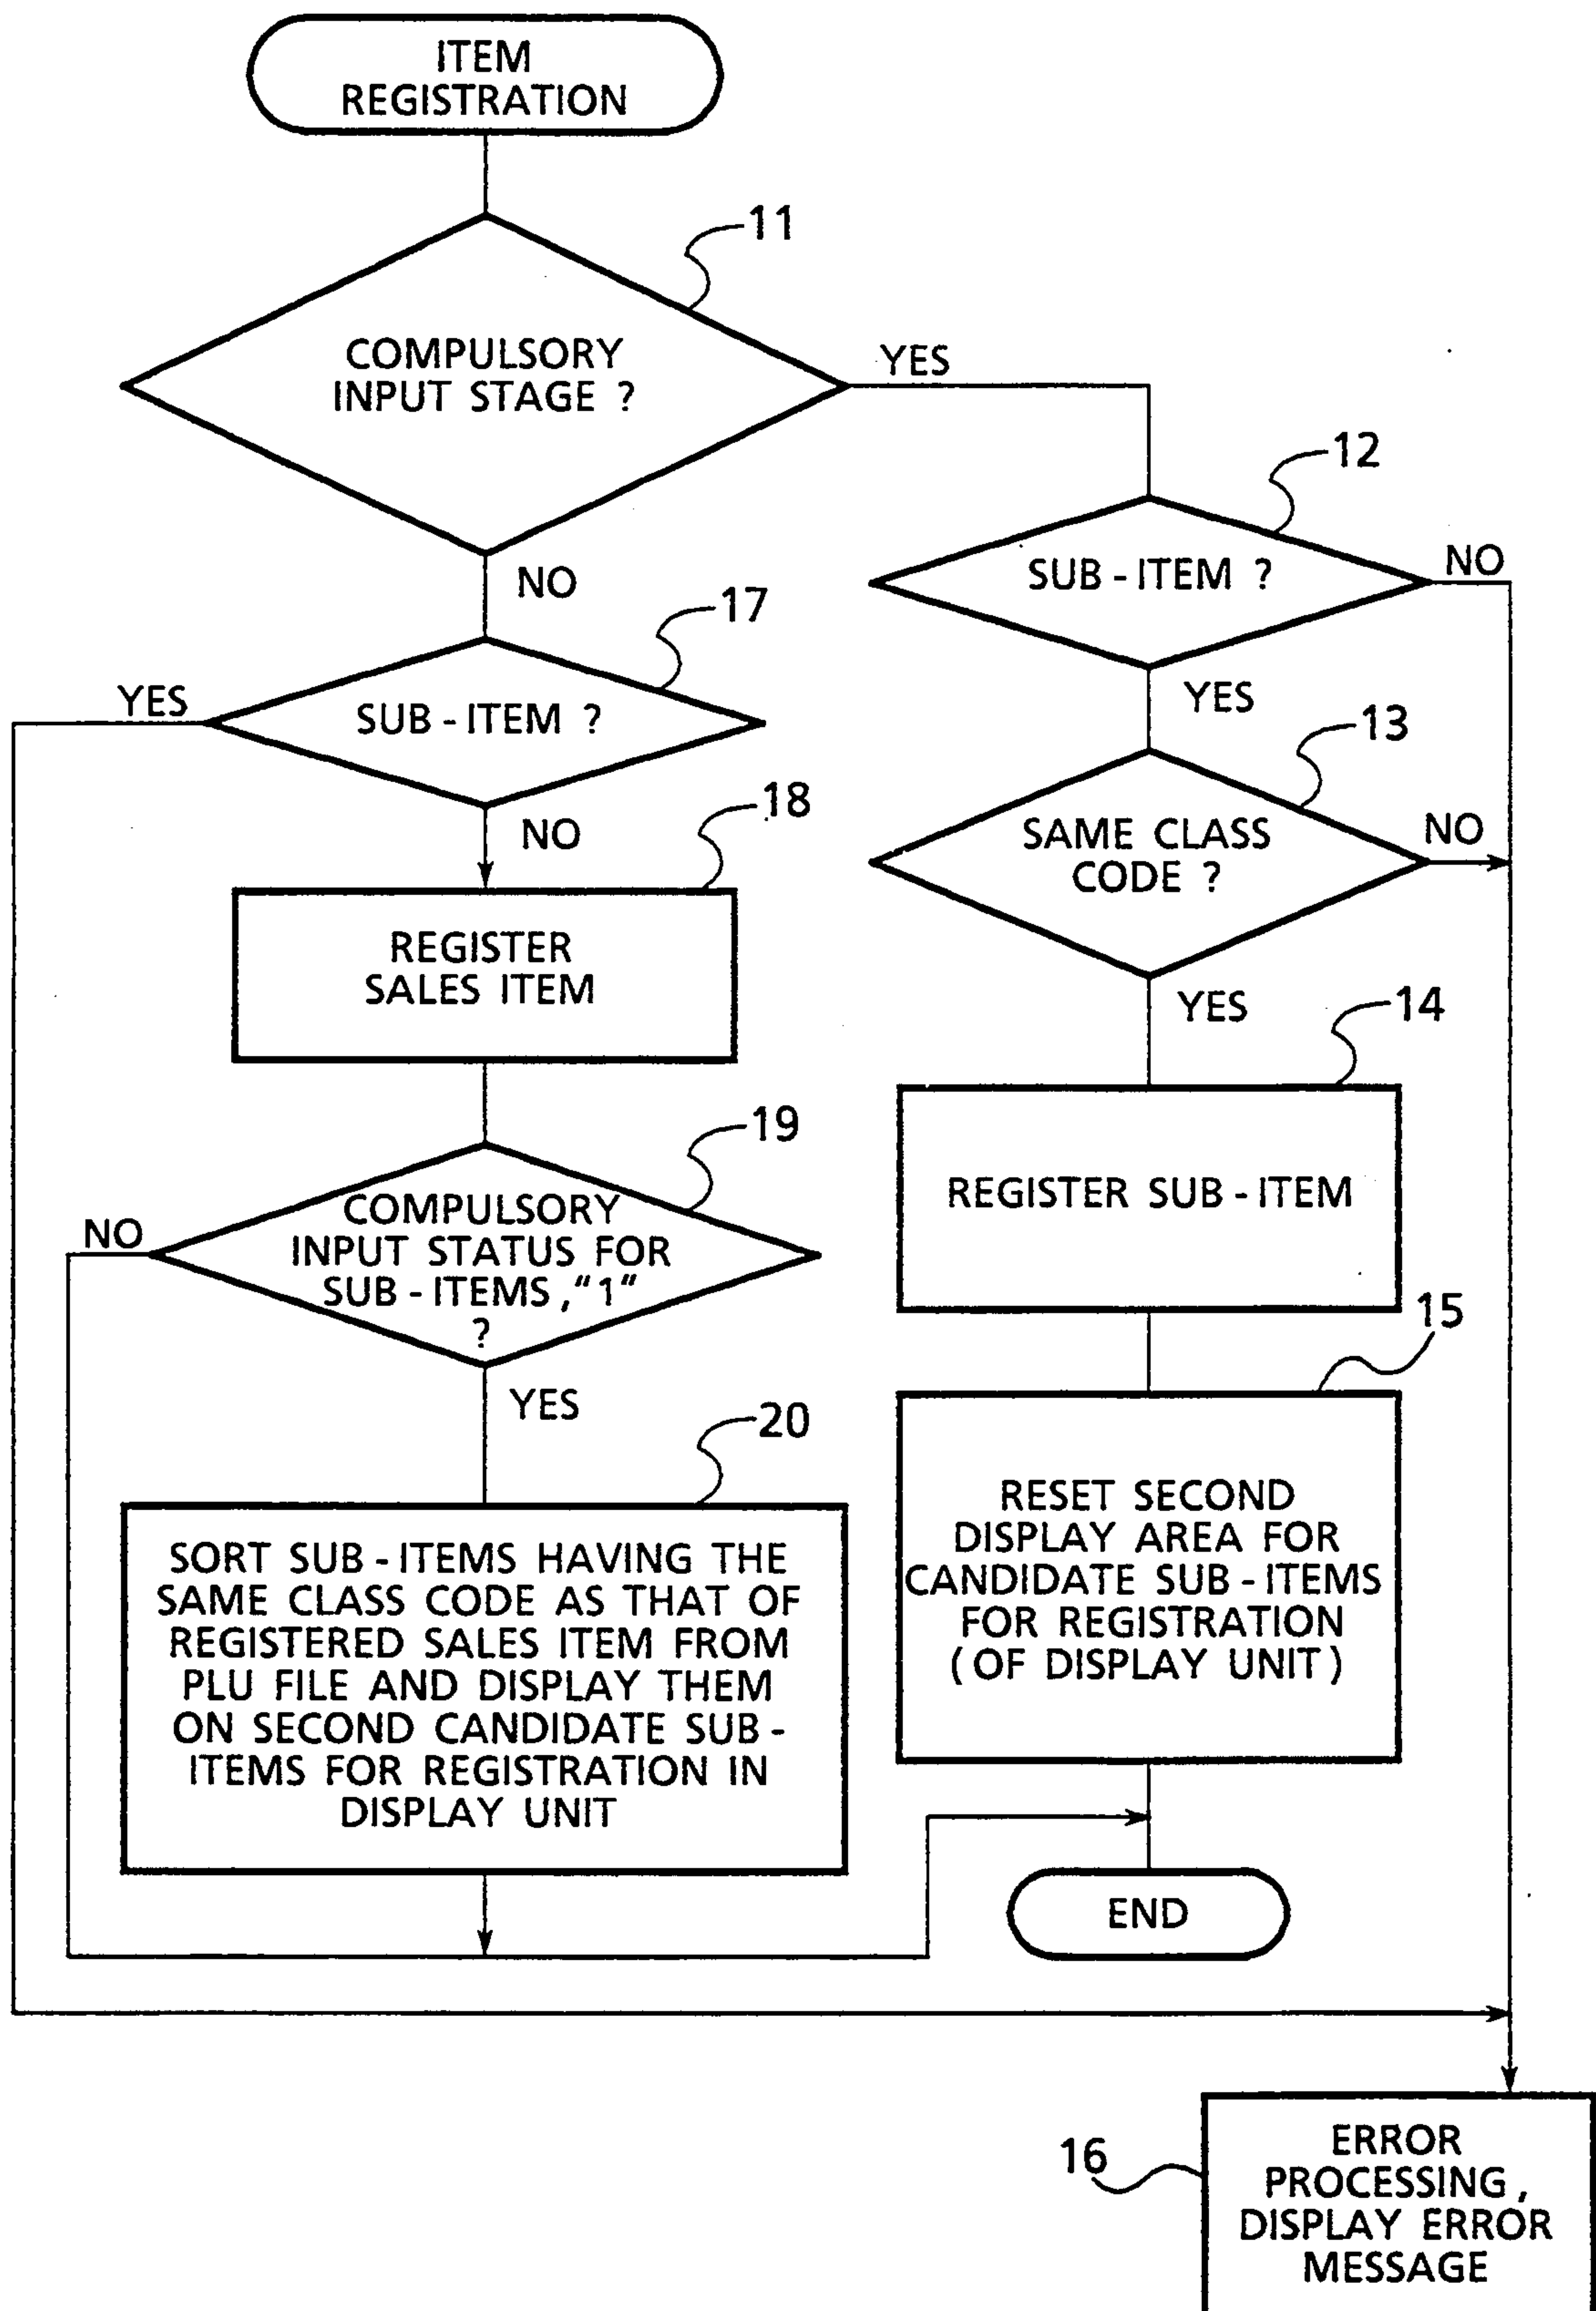 ITEM
REGISTRATION
11
COMPULSORY
INPUT STAGE ?
YES
NO
12
SUB - ITEM ?
NO
YES
17
SUB - ITEM ?
YES
NO
13
SAME CLASS
CODE ?
NO
YES
18
REGISTER
SALES ITEM
14
REGISTER SUB - ITEM
19
COMPULSORY
INPUT STATUS FOR
SUB - ITEMS , "1"
?
NO
YES
15
RESET SECOND
DISPLAY AREA FOR
CANDIDATE SUB - ITEMS
FOR REGISTRATION
( OF DISPLAY UNIT )
20
SORT SUB - ITEMS HAVING THE
SAME CLASS CODE AS THAT OF
REGISTERED SALES ITEM FROM
PLU FILE AND DISPLAY THEM
ON SECOND CANDIDATE SUB -
ITEMS FOR REGISTRATION IN
DISPLAY UNIT
END
16
ERROR
PROCESSING ,
DISPLAY ERROR
MESSAGE